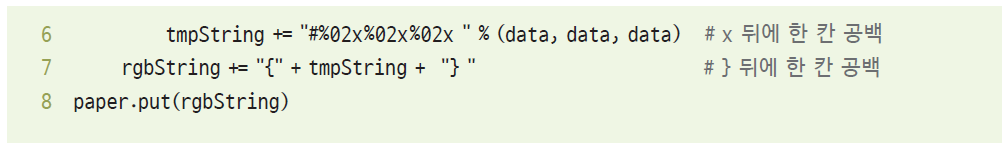 6 tmpString += "#%02x%02x%02x " % (data, data, data) # x 뒤에 한 칸 공백
7 rgbString += "{" + tmpString + "} " # } 뒤에 한 칸 공백
8 paper.put(rgbString)